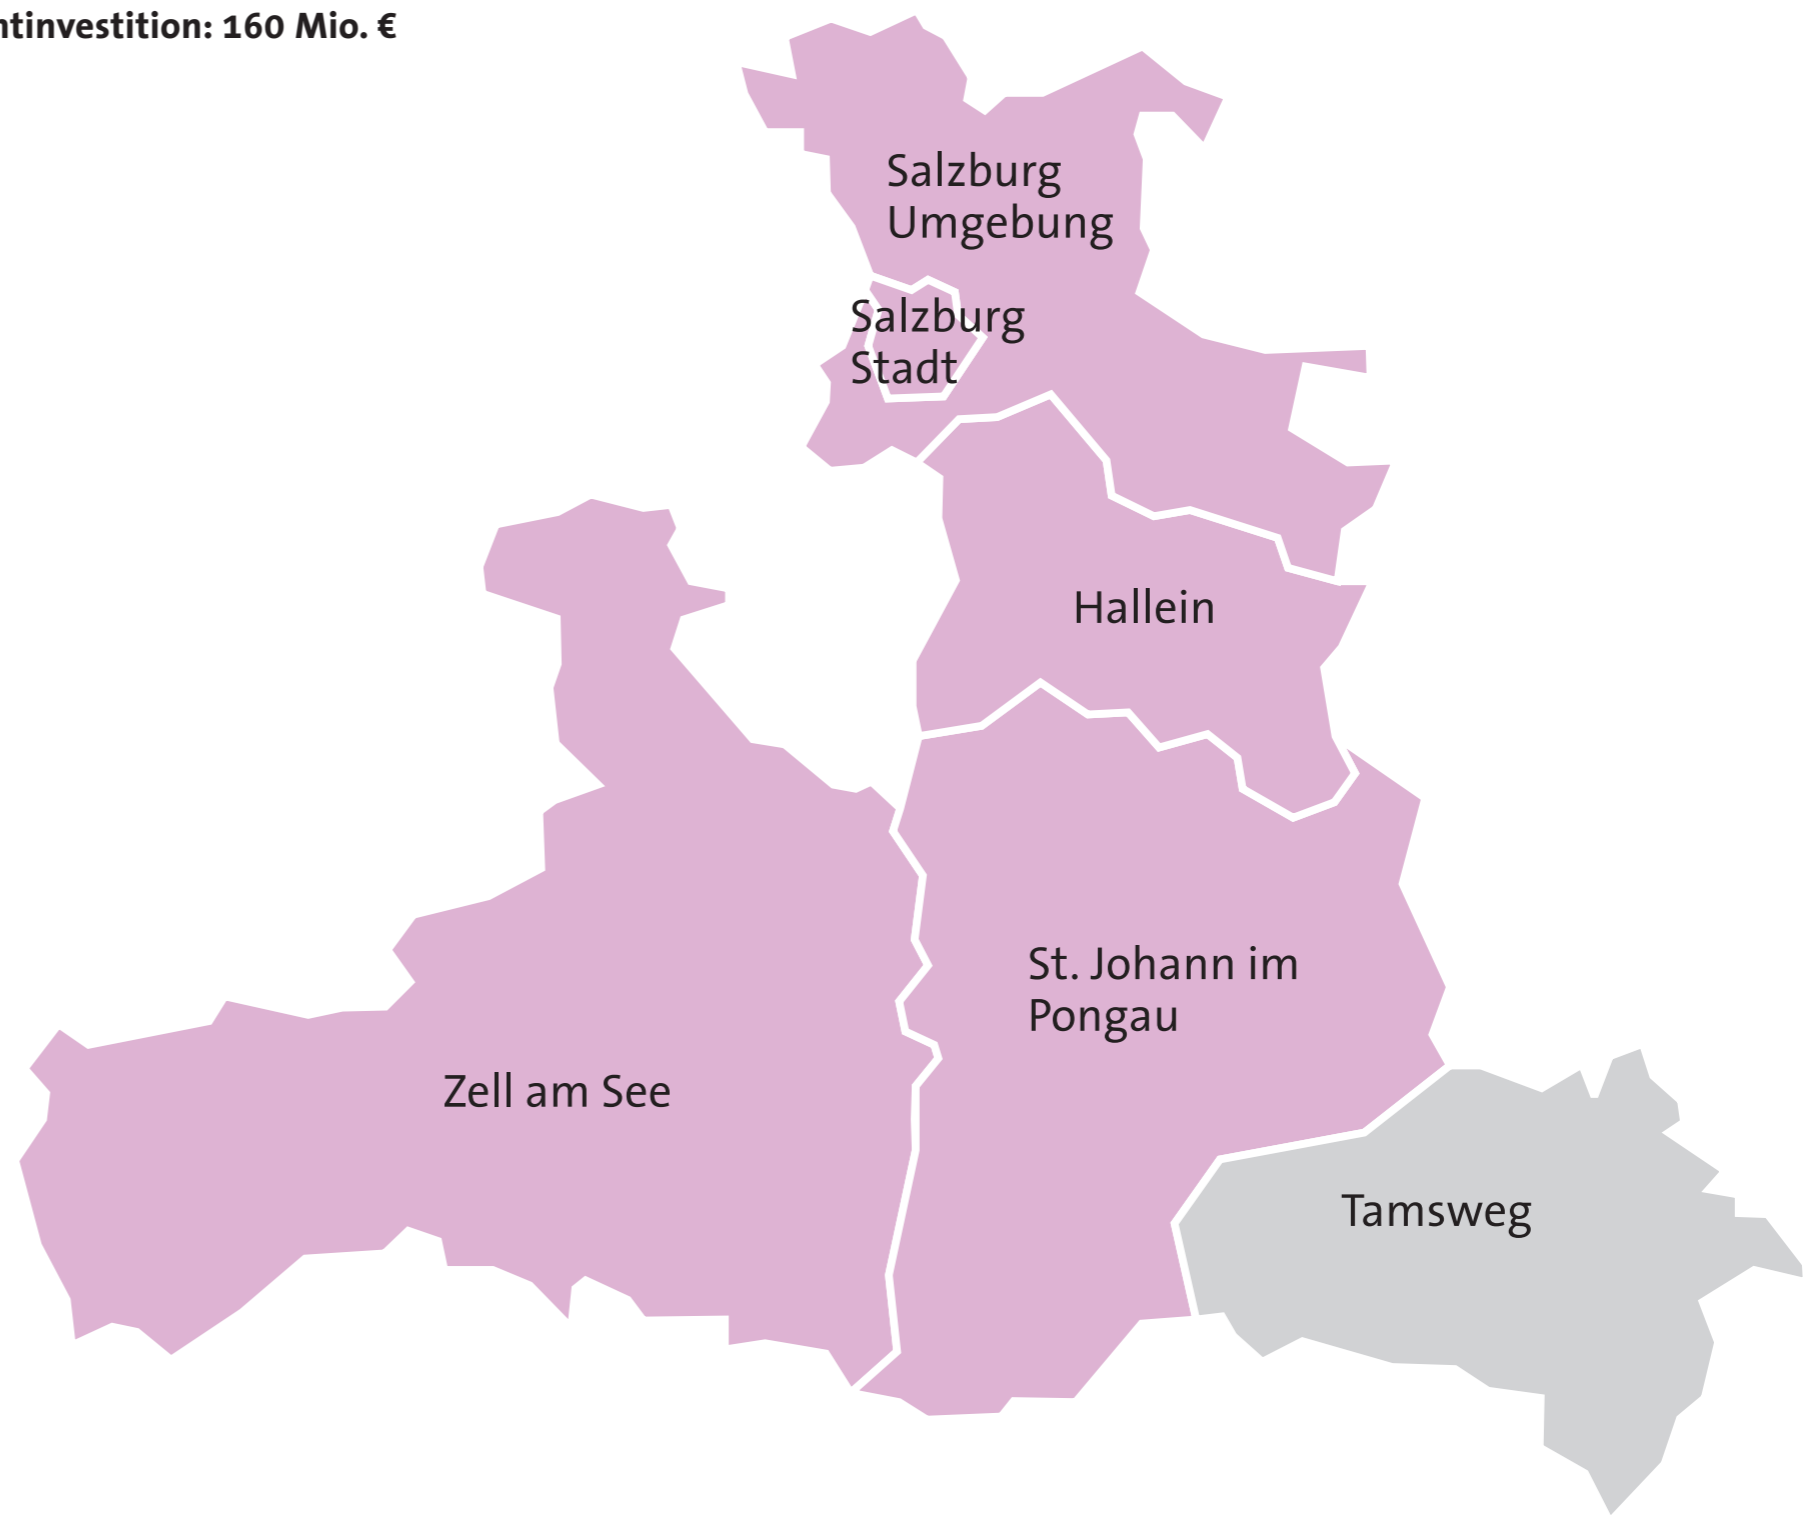 ntinvestition: 160 Mio. €
Salzburg
Umgebung
Salzburg
Stadt
Hallein
St. Johann im
Pongau
Zell am See
Tamsweg